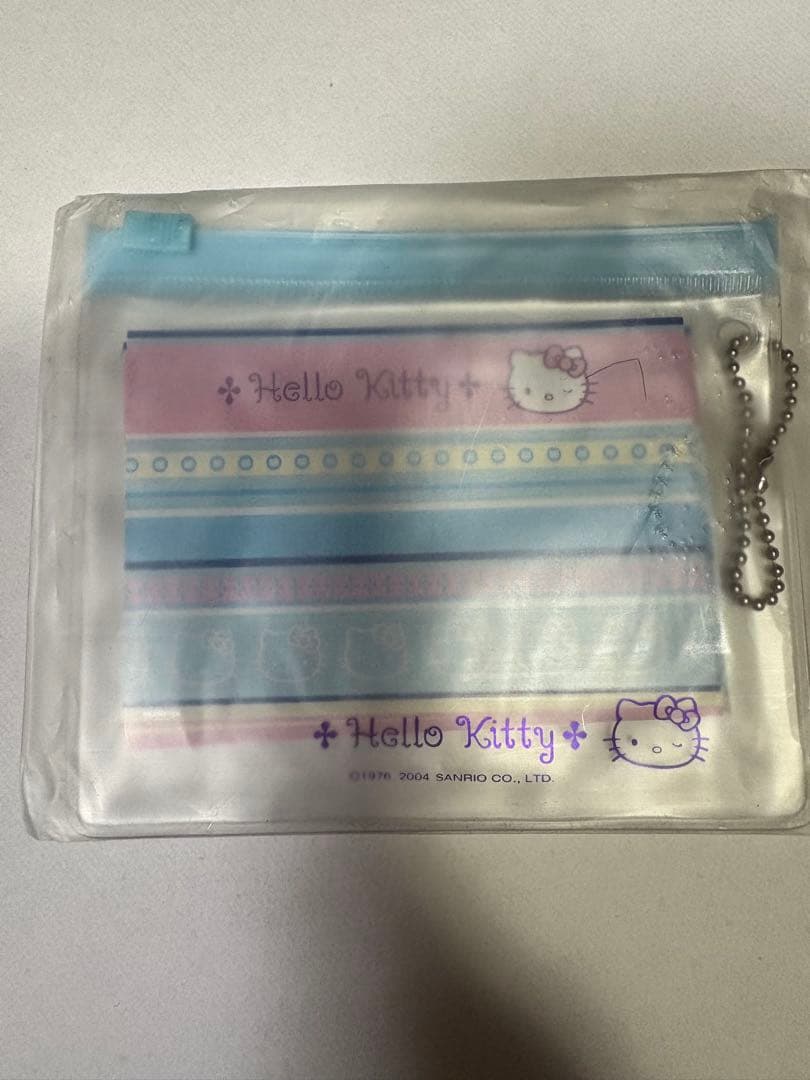 Hello Kitty
Hello Kitty
©1976 2004 SANRIO CO., LTD.